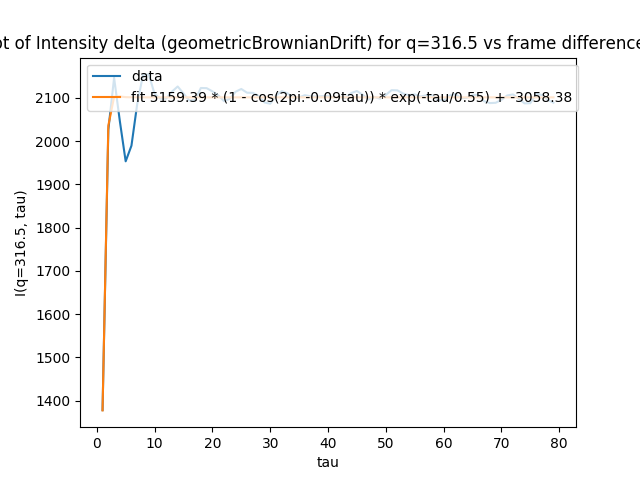 ot of Intensity delta (geometricBrownianDrift) for q=316.5 vs frame difference
data
fit 5159.39 * (1 - cos(2pi.-0.09tau)) * exp(-tau/0.55) + -3058.38
I(q=316.5, tau)
2100
2000
1900
1800
1700
1600
1500
1400
0 10 20 30 40 50 60 70 80
tau